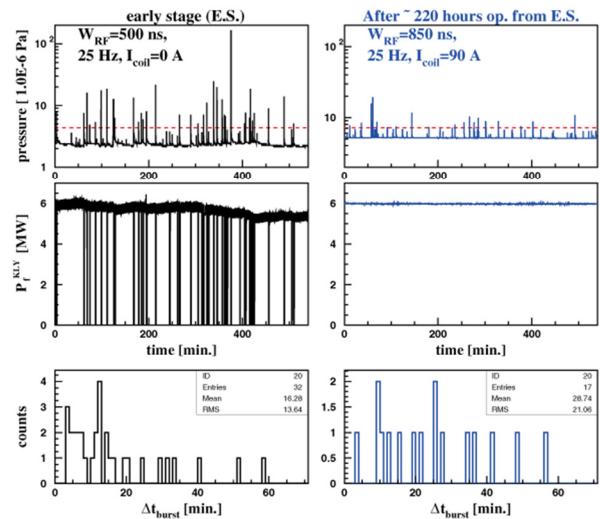 early stage (E.S.)
After ~ 220 hours op. from E.S.
W_RF=500 ns,
25 Hz, I_coil=0 A
W_RF=850 ns,
25 Hz, I_coil=90 A
pressure [ 1.0E-6 Pa]
10^2
10
1
10^2
10
0 200 400
0 200 400
P_f^KLY [MW]
6
4
2
0
6
4
2
0
0 200 400
0 200 400
time [min.]
time [min.]
counts
4
3
2
1
0
ID 20
Entries 32
Mean 16.28
RMS 13.64
2
1.5
1
0.5
0
ID 20
Entries 17
Mean 28.74
RMS 21.06
0 20 40 60
0 20 40 60
Δt_burst [min.]
Δt_burst [min.]